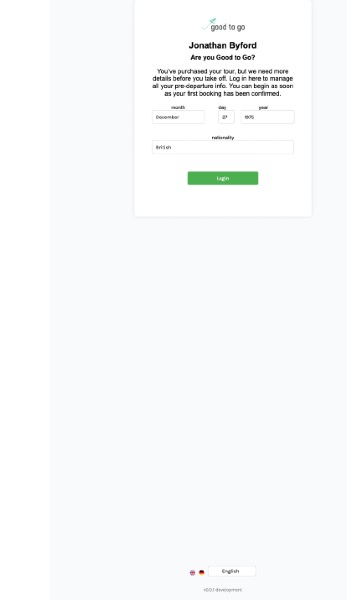 good to go
Jonathan Byford
Are you Good to Go?
You've purchased your tour, but we need more
details before you take off. Log in here to manage
all your pre-departure info. You can begin as soon
as your first booking has been confirmed.
month day year
December 27 1975
nationality
British
Login
English
v0.0.1 development